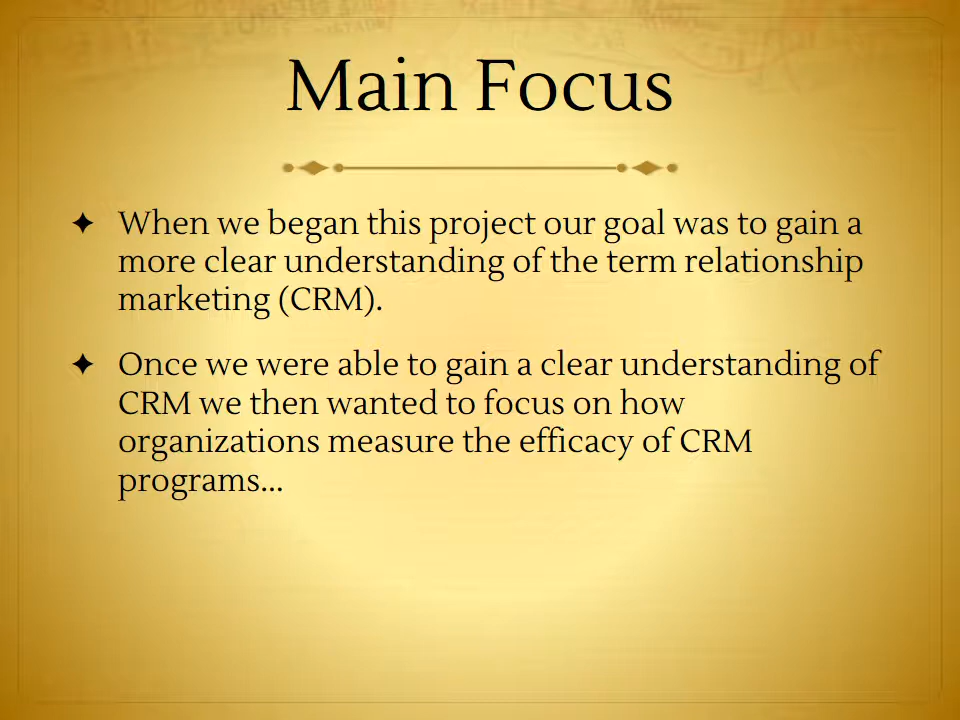 Main Focus
✦ When we began this project our goal was to gain a
more clear understanding of the term relationship
marketing (CRM).
✦ Once we were able to gain a clear understanding of
CRM we then wanted to focus on how
organizations measure the efficacy of CRM
programs...